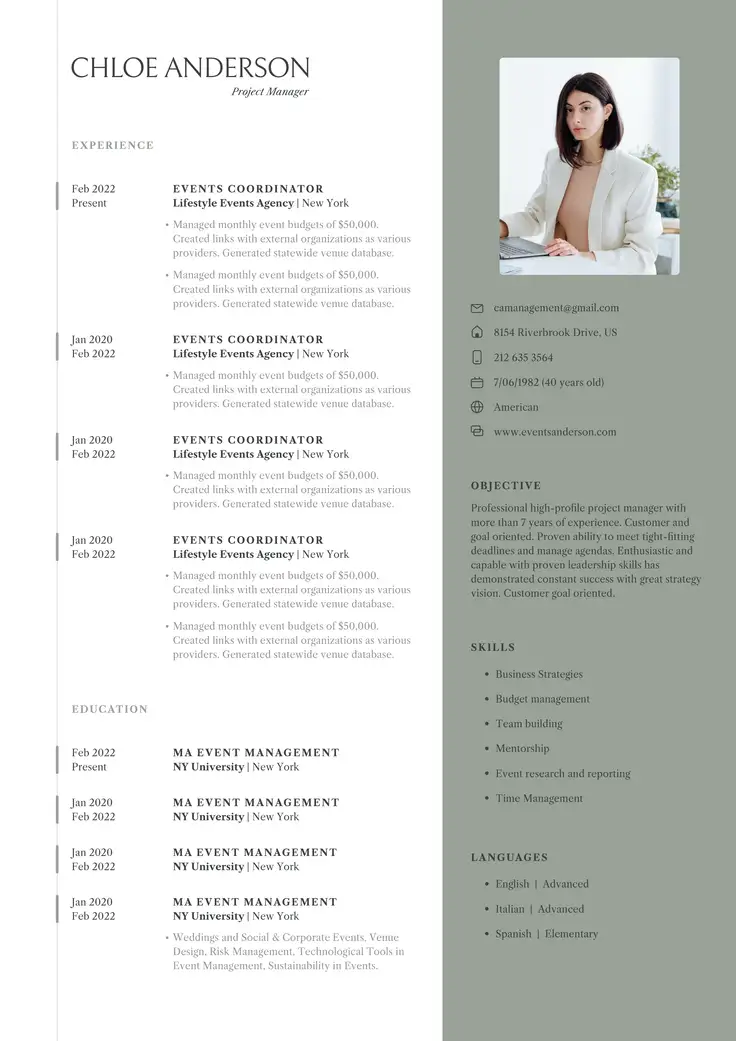 CHLOE ANDERSON
Project Manager
EXPERIENCE
Feb 2022
Present
EVENTS COORDINATOR
Lifestyle Events Agency | New York
• Managed monthly event budgets of $50,000.
Created links with external organizations as various
providers. Generated statewide venue database.
• Managed monthly event budgets of $50,000.
Created links with external organizations as various
providers. Generated statewide venue database.
Jan 2020
Feb 2022
EVENTS COORDINATOR
Lifestyle Events Agency | New York
• Managed monthly event budgets of $50,000.
Created links with external organizations as various
providers. Generated statewide venue database.
Jan 2020
Feb 2022
EVENTS COORDINATOR
Lifestyle Events Agency | New York
• Managed monthly event budgets of $50,000.
Created links with external organizations as various
providers. Generated statewide venue database.
Jan 2020
Feb 2022
EVENTS COORDINATOR
Lifestyle Events Agency | New York
• Managed monthly event budgets of $50,000.
Created links with external organizations as various
providers. Generated statewide venue database.
• Managed monthly event budgets of $50,000.
Created links with external organizations as various
providers. Generated statewide venue database.
EDUCATION
Feb 2022
Present
MA EVENT MANAGEMENT
NY University | New York
Jan 2020
Feb 2022
MA EVENT MANAGEMENT
NY University | New York
Jan 2020
Feb 2022
MA EVENT MANAGEMENT
NY University | New York
Jan 2020
Feb 2022
MA EVENT MANAGEMENT
NY University | New York
• Weddings and Social & Corporate Events, Venue
Design, Risk Management, Technological Tools in
Event Management, Sustainability in Events.
camanagement@gmail.com
8154 Riverbrook Drive, US
212 635 3564
7/06/1982 (40 years old)
American
www.eventsanderson.com
OBJECTIVE
Professional high-profile project manager with
more than 7 years of experience. Customer and
goal oriented. Proven ability to meet tight-fitting
deadlines and manage agendas. Enthusiastic and
capable with proven leadership skills has
demonstrated constant success with great strategy
vision. Customer goal oriented.
SKILLS
• Business Strategies
• Budget management
• Team building
• Mentorship
• Event research and reporting
• Time Management
LANGUAGES
• English | Advanced
• Italian | Advanced
• Spanish | Elementary